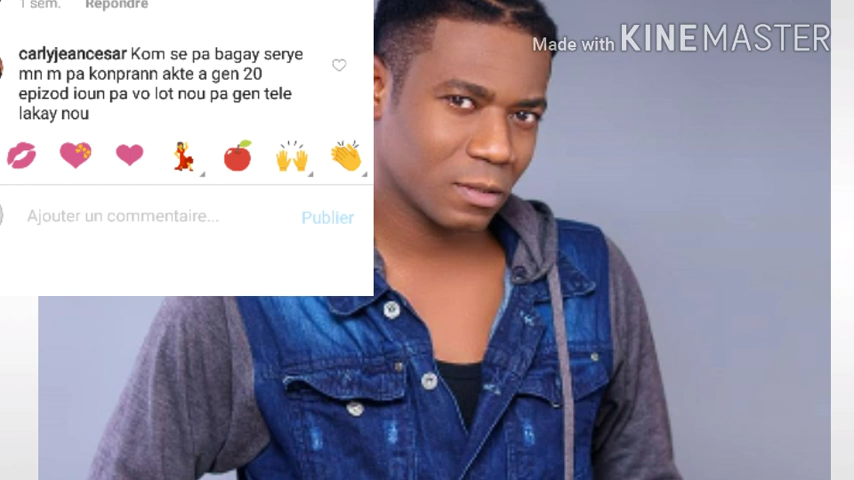 1 sem. Répondre
Made with KINEMASTER
carlyjeancesar Kom se pa bagay serye
mn m pa konprann akte a gen 20
epizod ioun pa vo lot nou pa gen tele
lakay nou
Ajouter un commentaire... Publier